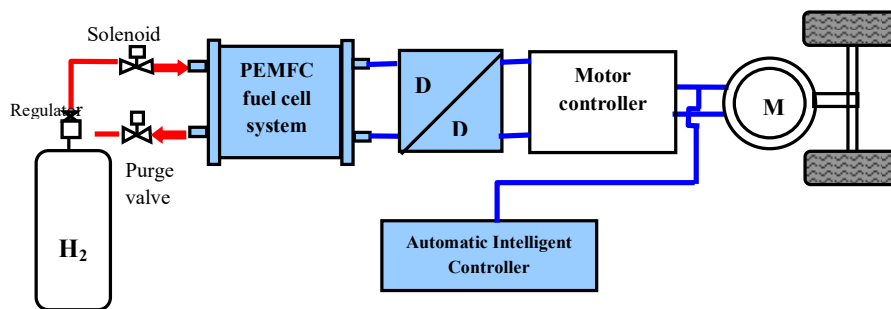 Solenoid
PEMFC
fuel cell
system
D
D
Motor
controller
M
Regulator
Purge
valve
H₂
Automatic Intelligent
Controller